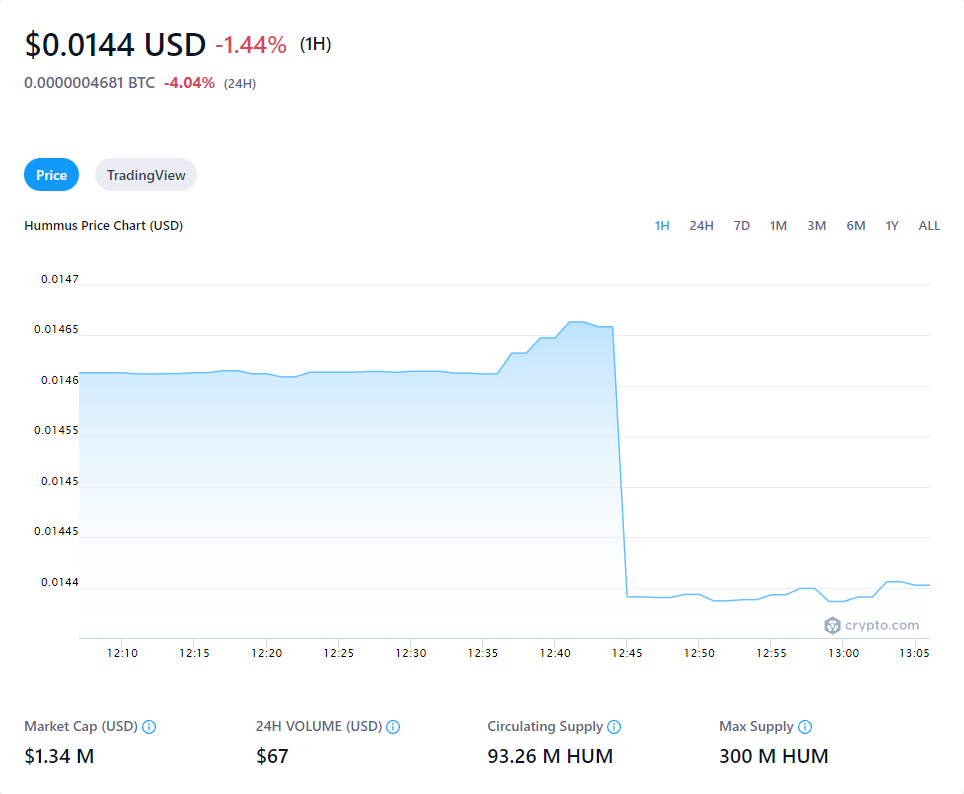 $0.0144 USD -1.44% (1H)
0.0000004681 BTC -4.04% (24H)
Price TradingView
Hummus Price Chart (USD) 1H 24H 7D 1M 3M 6M 1Y ALL
0.0147
0.01465
0.0146
0.01455
0.0145
0.01445
0.0144
crypto.com
12:10 12:15 12:20 12:25 12:30 12:35 12:40 12:45 12:50 12:55 13:00 13:05
Market Cap (USD) 24H VOLUME (USD) Circulating Supply Max Supply
$1.34 M $67 93.26 M HUM 300 M HUM